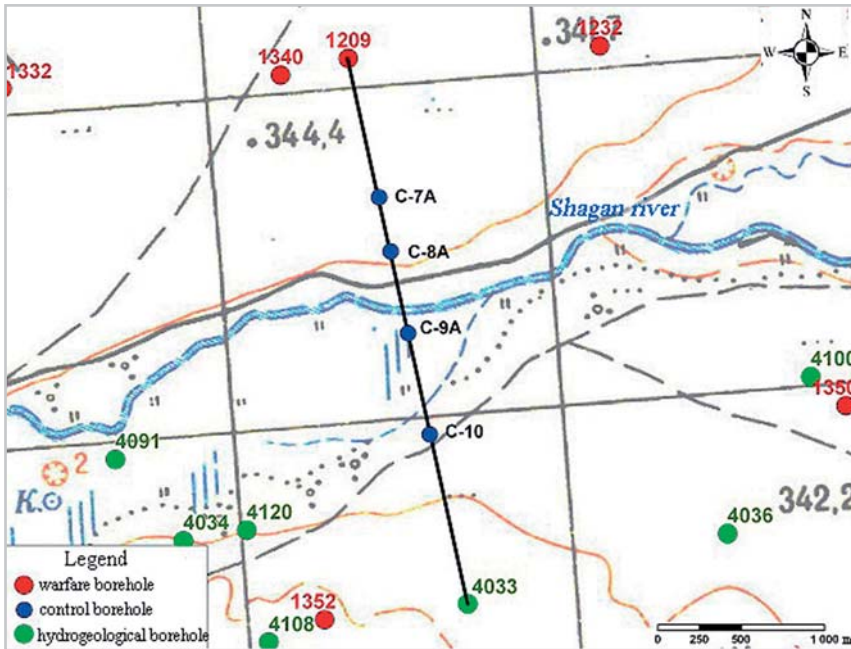 1332
1340
1209
1232
N
W E
S
344,4
C-7A
Shagan river
C-8A
C-9A
4100
1350
C-10
4091
2
K.
4034
4120
4036
342,2
Legend
warfare borehole
control borehole
hydrogeological borehole
1352
4108
4033
0 250 500 1 000 m